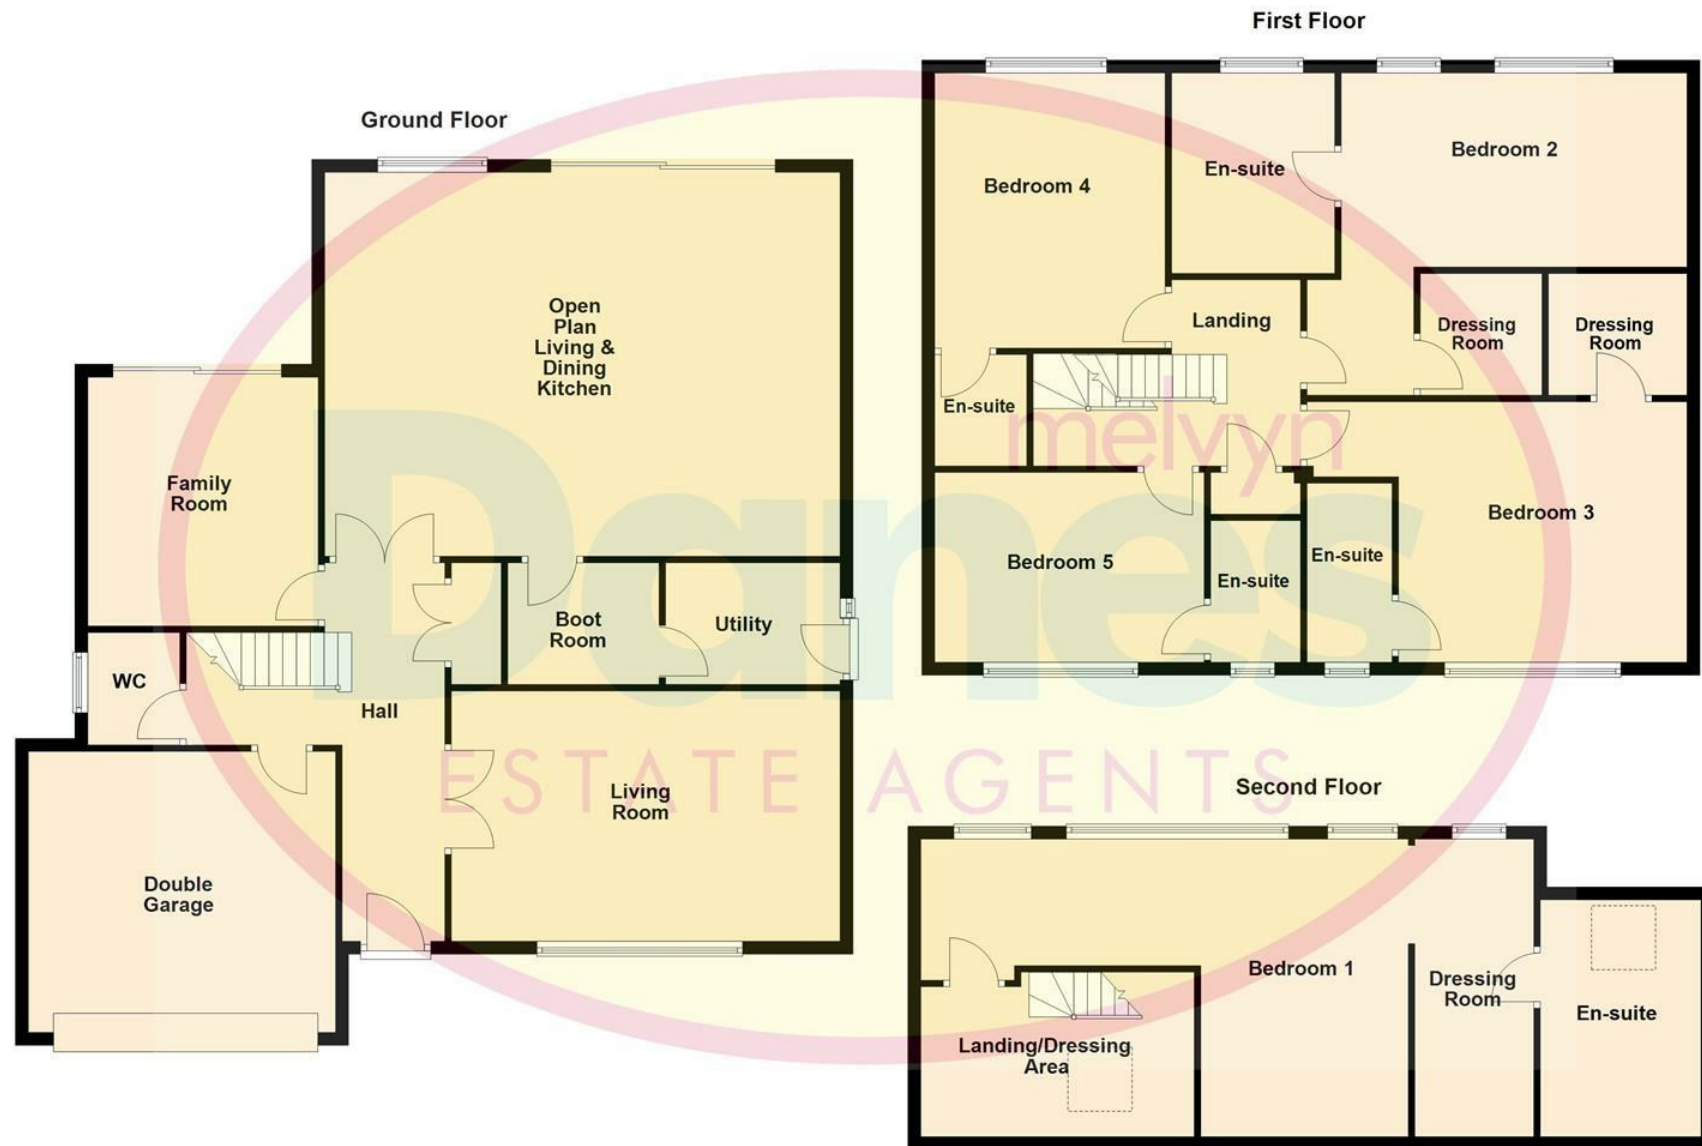 First Floor
Ground Floor
Bedroom 4
En-suite
Bedroom 2
Landing
Dressing
Room
Dressing
Room
En-suite
Bedroom 3
Bedroom 5
En-suite
En-suite
Open
Plan
Living &
Dining
Kitchen
Family
Room
Boot
Room
Utility
WC
Hall
Living
Room
Double
Garage
melvyn
Danes
ESTATE AGENTS
Second Floor
Bedroom 1
Dressing
Room
En-suite
Landing/Dressing
Area